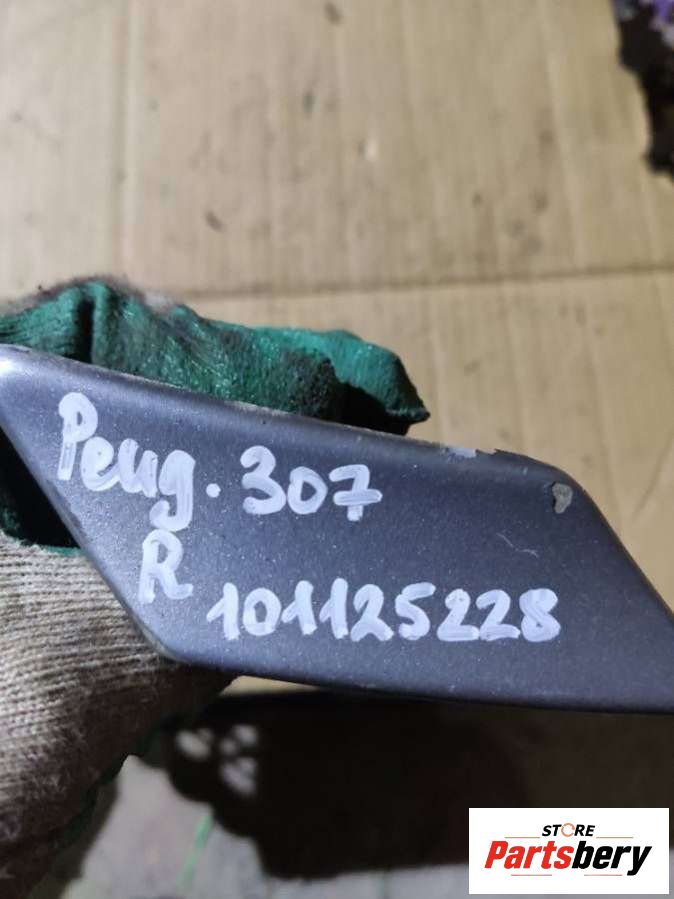 Peug. 307
R
101125228
STORE
Partsbery